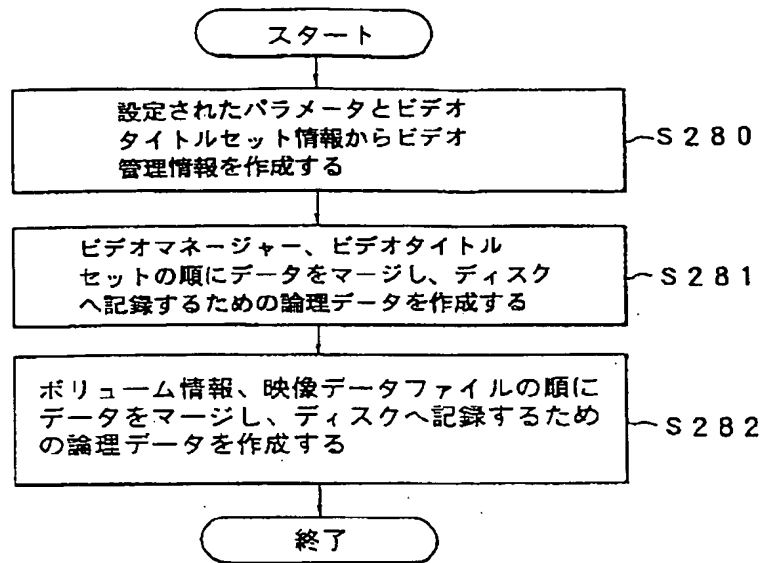 スタート
設定されたパラメータとビデオ
タイトルセット情報からビデオ
管理情報を作成する
S280
ビデオマネージャー、ビデオタイトル
セットの順にデータをマージし、ディスク
へ記録するための論理データを作成する
S281
ボリューム情報、映像データファイルの順に
データをマージし、ディスクへ記録するため
の論理データを作成する
S282
終了